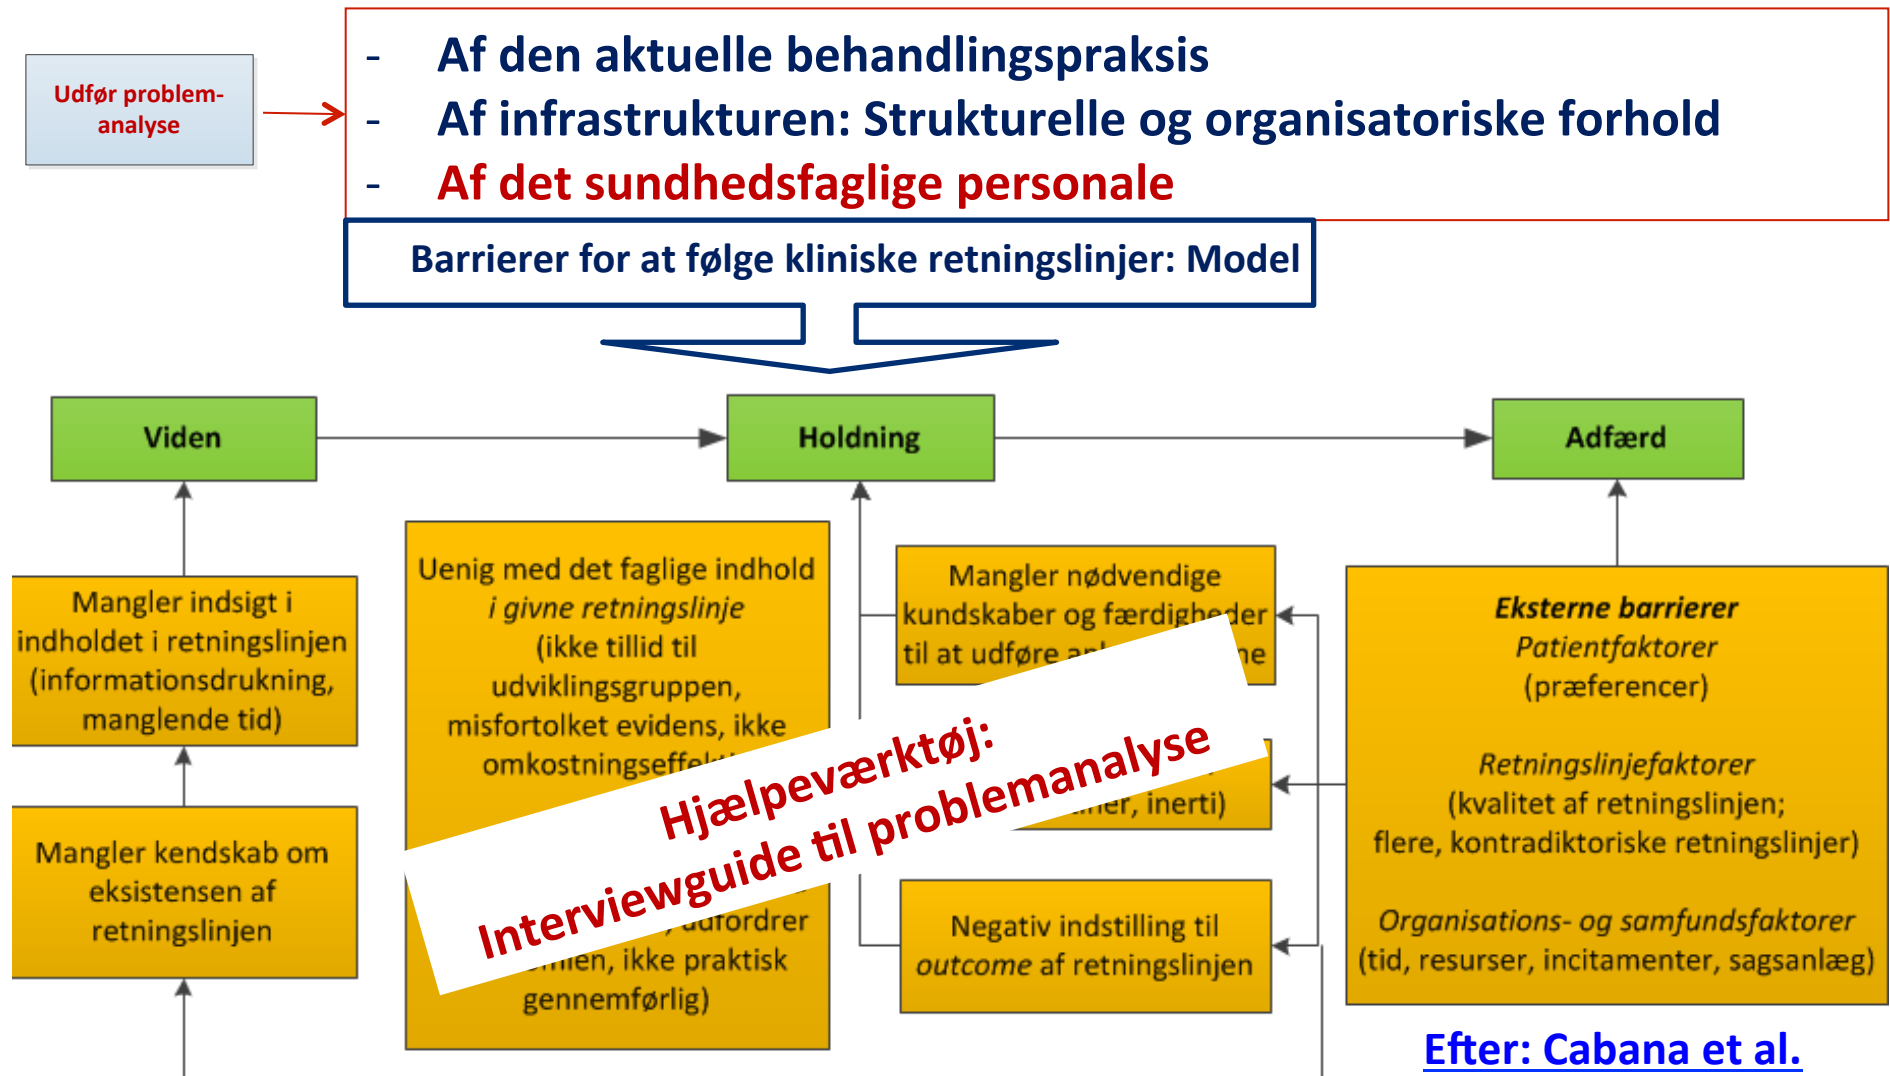 Udfør problem-
analyse
- Af den aktuelle behandlingspraksis
- Af infrastrukturen: Strukturelle og organisatoriske forhold
- Af det sundhedsfaglige personale
Barrierer for at følge kliniske retningslinjer: Model
Viden
Holdning
Adfærd
Mangler indsigt i
indholdet i retningslinjen
(informationsdrukning,
manglende tid)
Mangler kendskab om
eksistensen af
retningslinjen
Uenig med det faglige indhold
i givne retningslinje
(ikke tillid til
udviklingsgruppen,
misfortolket evidens, ikke
udfordrer
ikke praktisk
gennemførlig)
Mangler nødvendige
kundskaber og færdigheder
til at udføre
inerti)
Negativ indstilling til
outcome af retningslinjen
Hjælpeværktøj:
Interviewguide til problemanalyse
Eksterne barrierer
Patientfaktorer
(præferencer)
Retningslinjefaktorer
(kvalitet af retningslinjen;
flere, kontradiktoriske retningslinjer)
Organisations- og samfundsfaktorer
(tid, resurser, incitamenter, sagsanlæg)
Efter: Cabana et al.